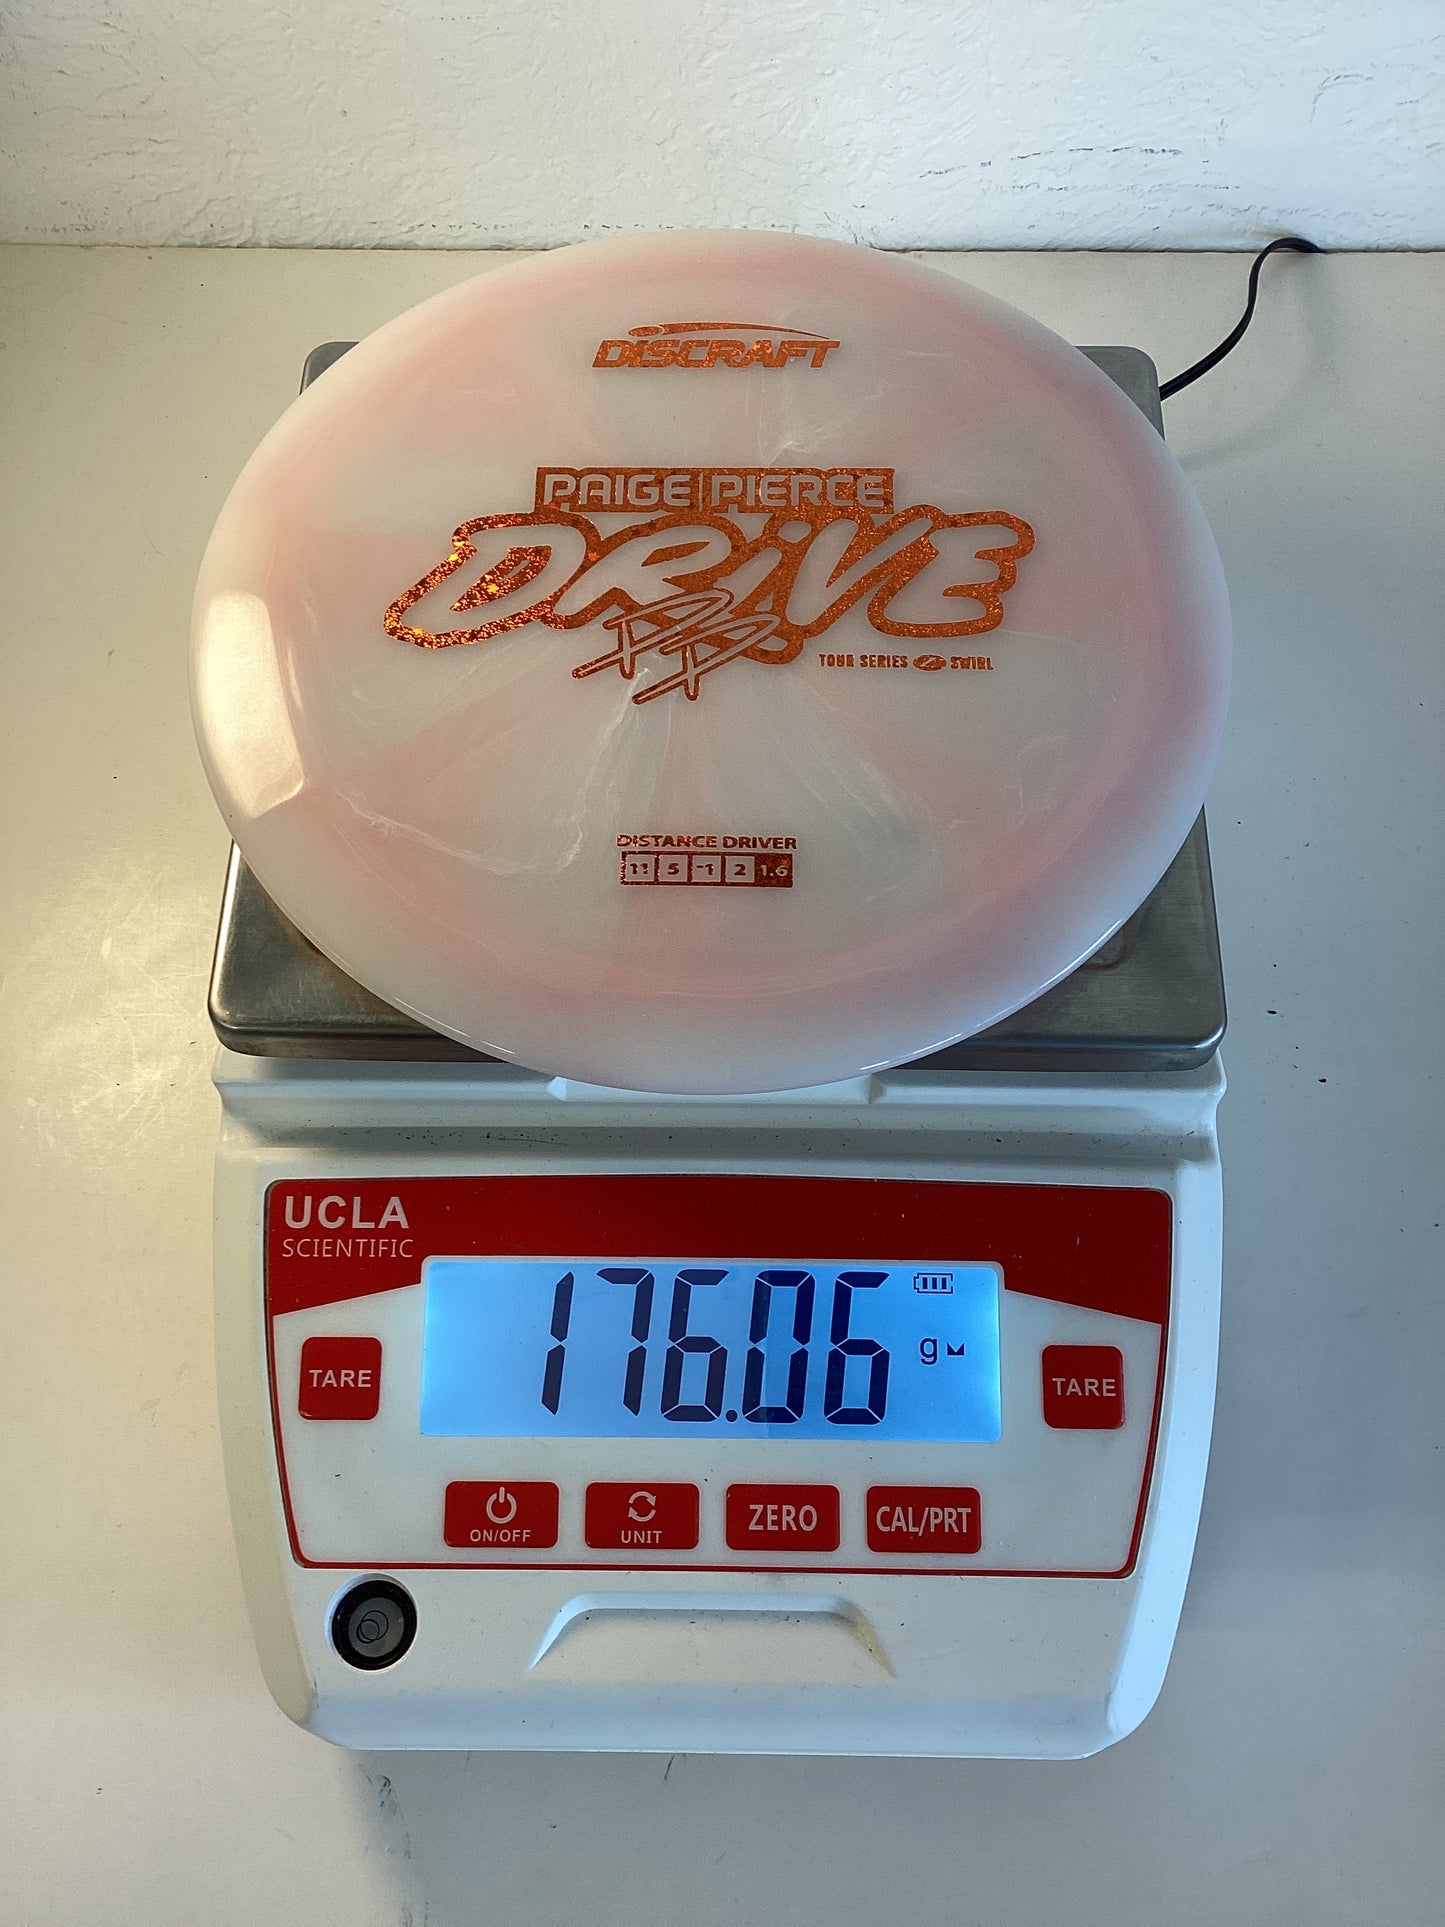 DISCRAFT
PAIGE PIERCE
DRIVE
PP
TOUR SERIES Z SWIRL
DISTANCE DRIVER
11 5 -1 2 1.6
UCLA
SCIENTIFIC
176.06 g
TARE
TARE
ON/OFF
UNIT
ZERO
CAL/PRT